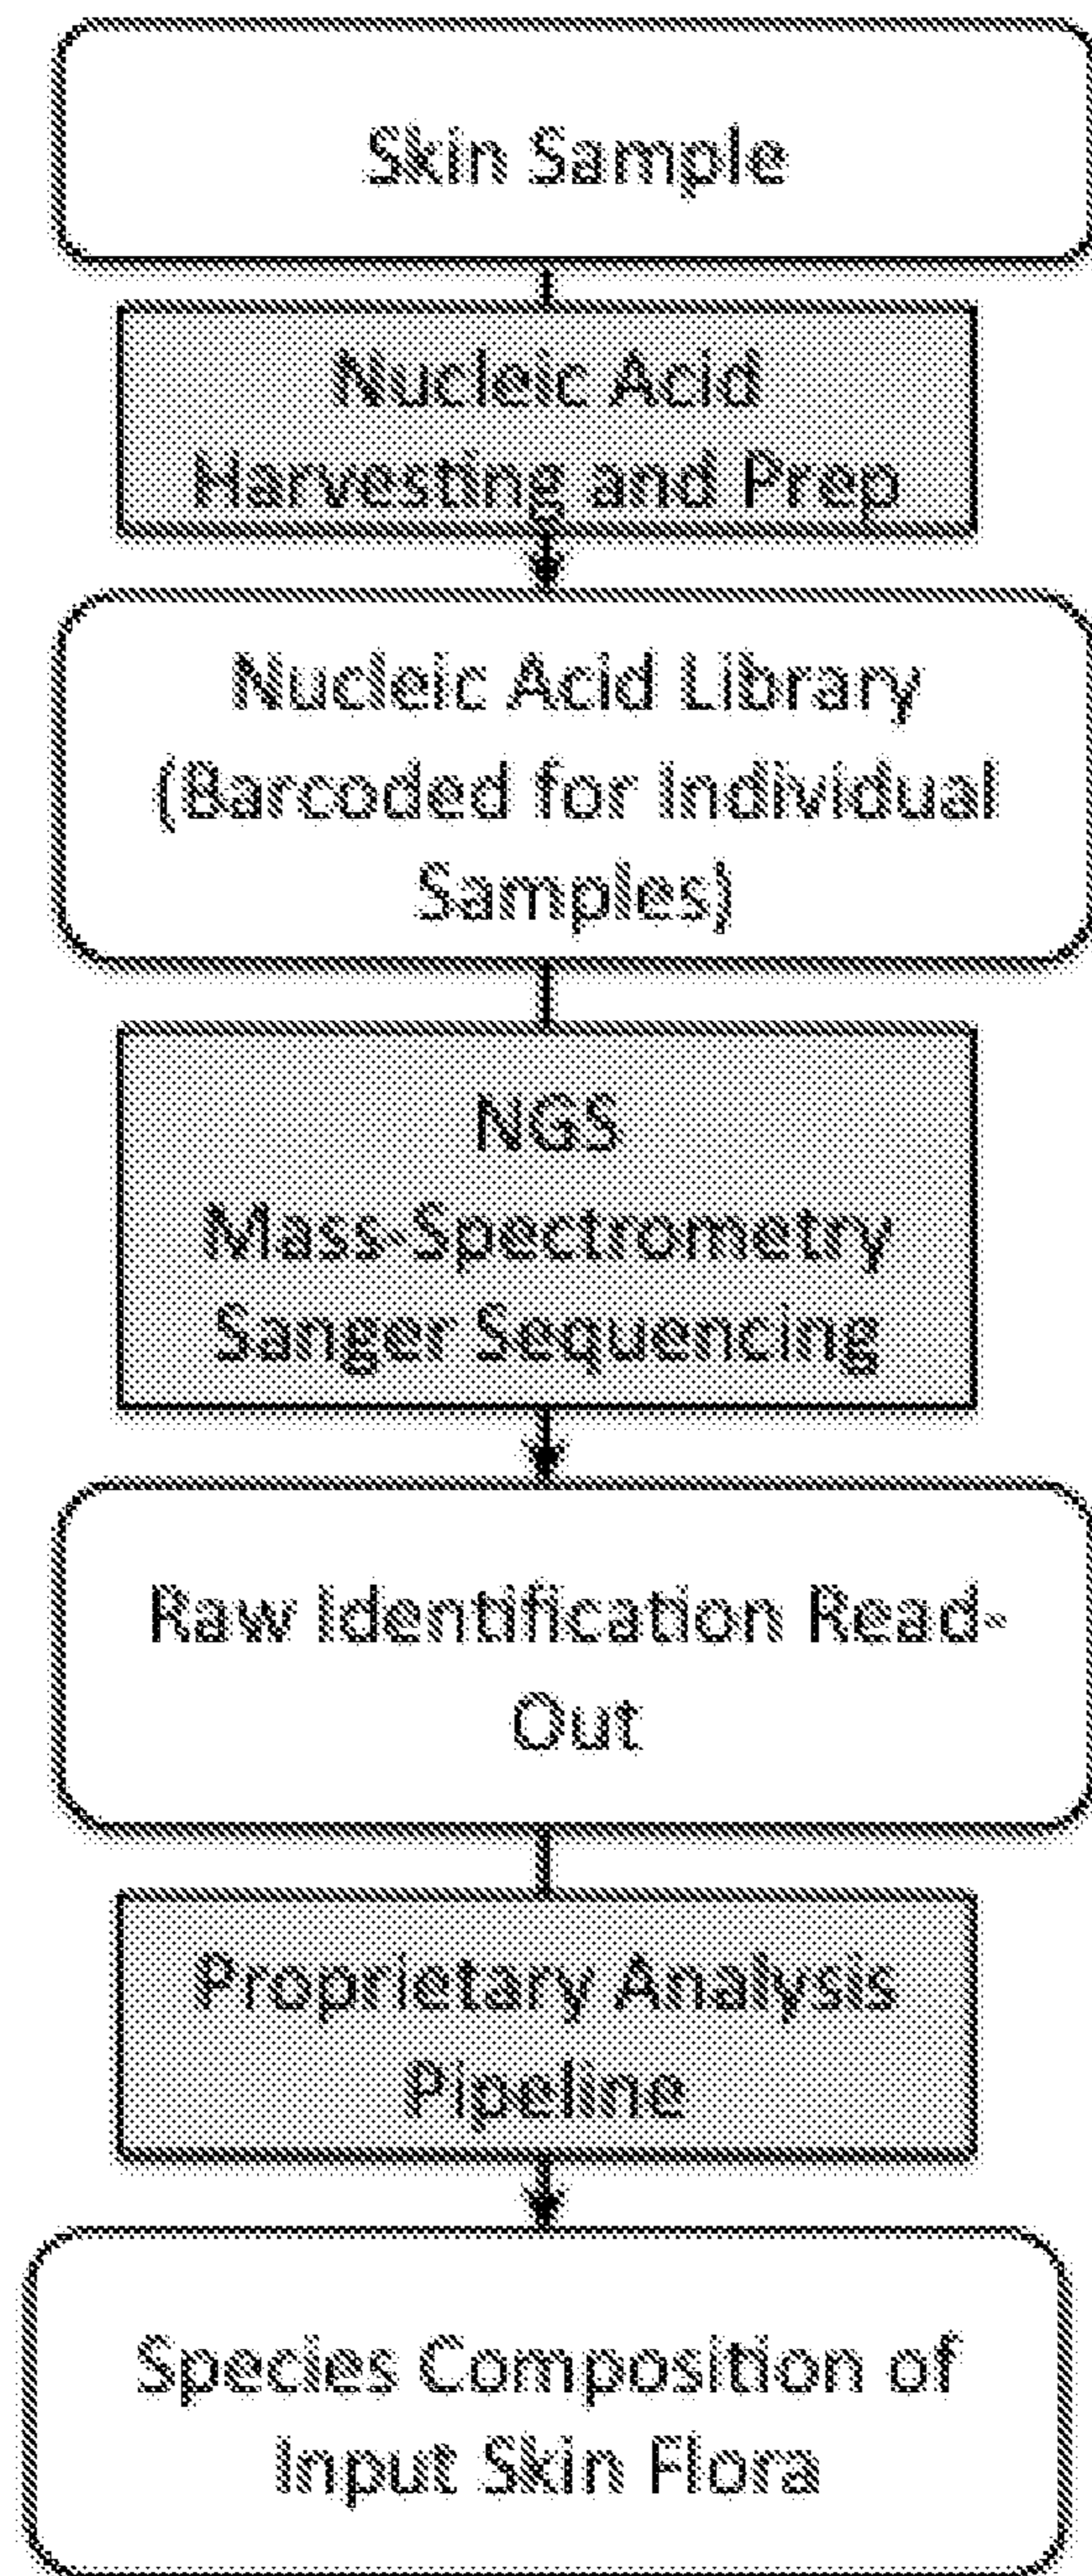 Skin Sample
Nucleic Acid
Harvesting and Prep
Nucleic Acid Library
(Barcoded for Individual
Samples)
NGS
Mass-Spectrometry
Sanger Sequencing
Raw Identification Read-
Out
Proprietary Analysis
Pipeline
Species Composition of
Input Skin Flora